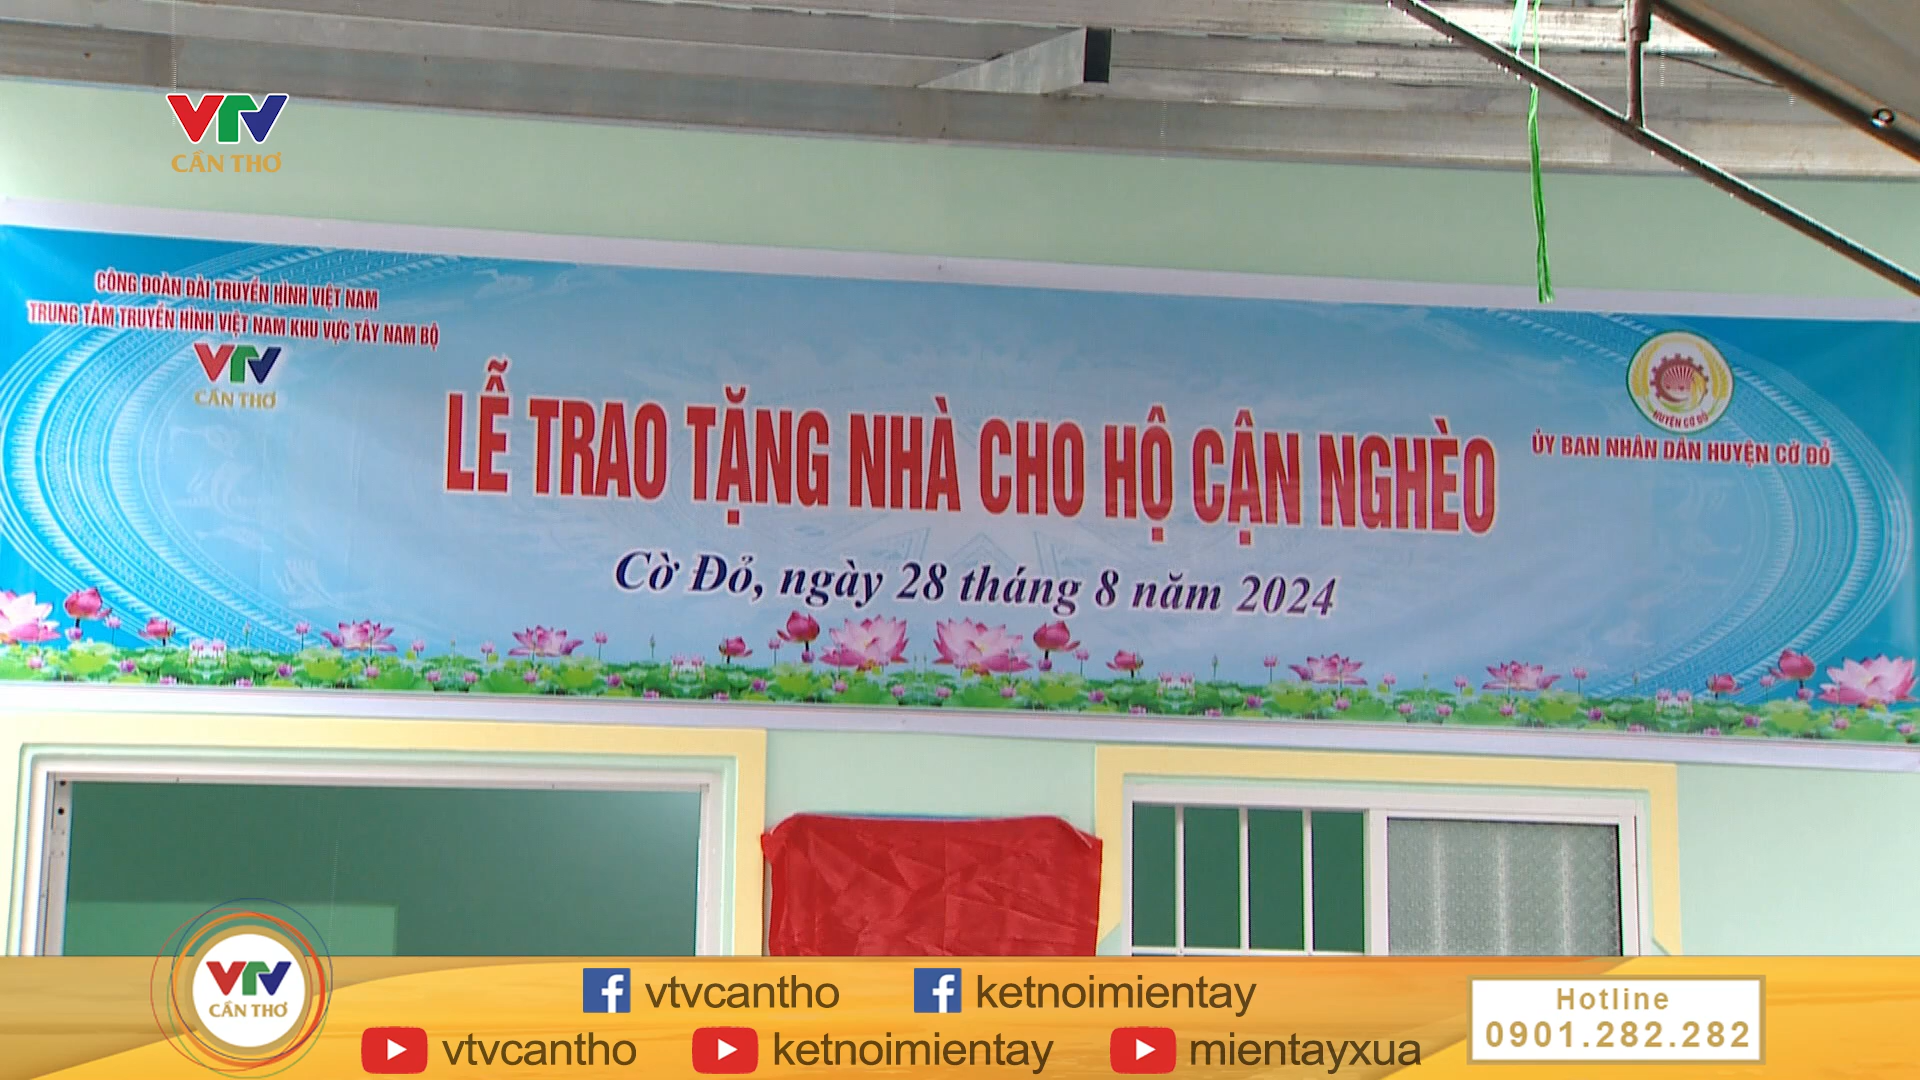 VTV
CẦN THƠ
CÔNG ĐOÀN ĐÀI TRUYỀN HÌNH VIỆT NAM
TRUNG TÂM TRUYỀN HÌNH VIỆT NAM KHU VỰC TÂY NAM BỘ
VTV
CẦN THƠ
HUYỆN CỜ ĐỎ
ỦY BAN NHÂN DÂN HUYỆN CỜ ĐỎ
LỄ TRAO TẶNG NHÀ CHO HỘ CẬN NGHÈO
Cờ Đỏ, ngày 28 tháng 8 năm 2024
VTV
CẦN THƠ
vtvcantho
ketnoimientay
vtvcantho
ketnoimientay
mientayxua
Hotline
0901.282.282